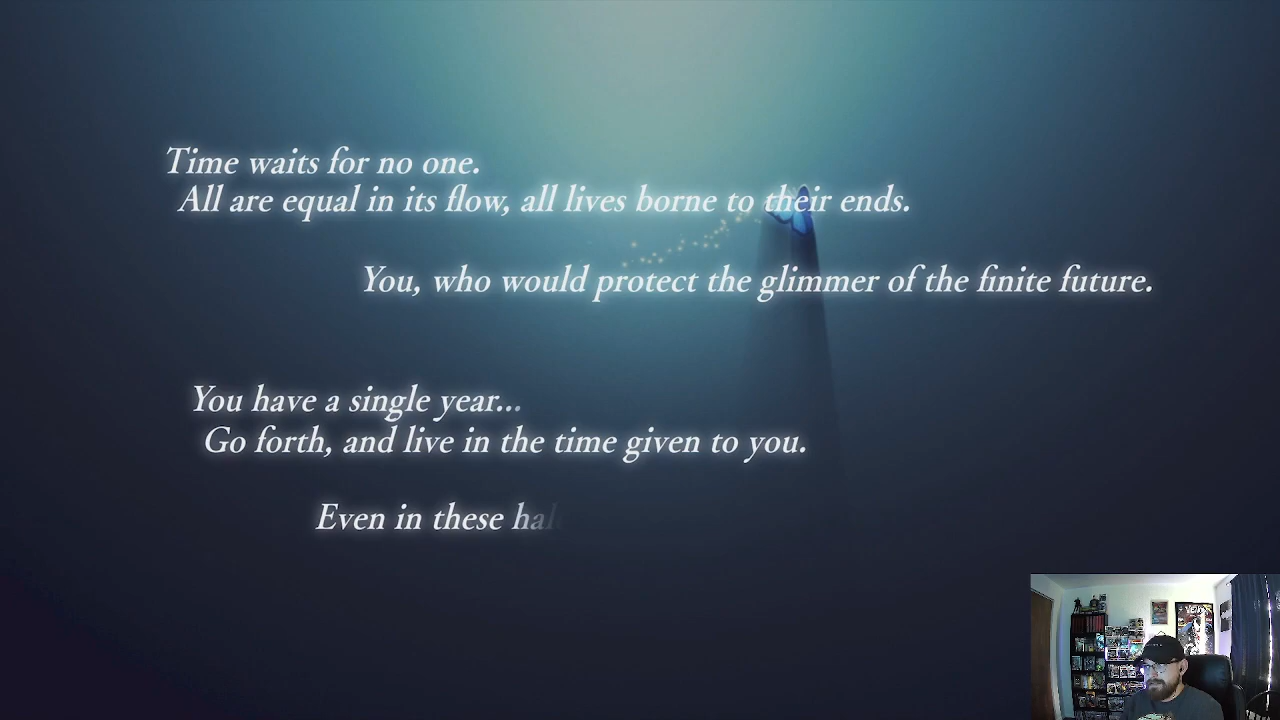 Time waits for no one.
All are equal in its flow, all lives borne to their ends.
You, who would protect the glimmer of the finite future.
You have a single year...
Go forth, and live in the time given to you.
Even in these